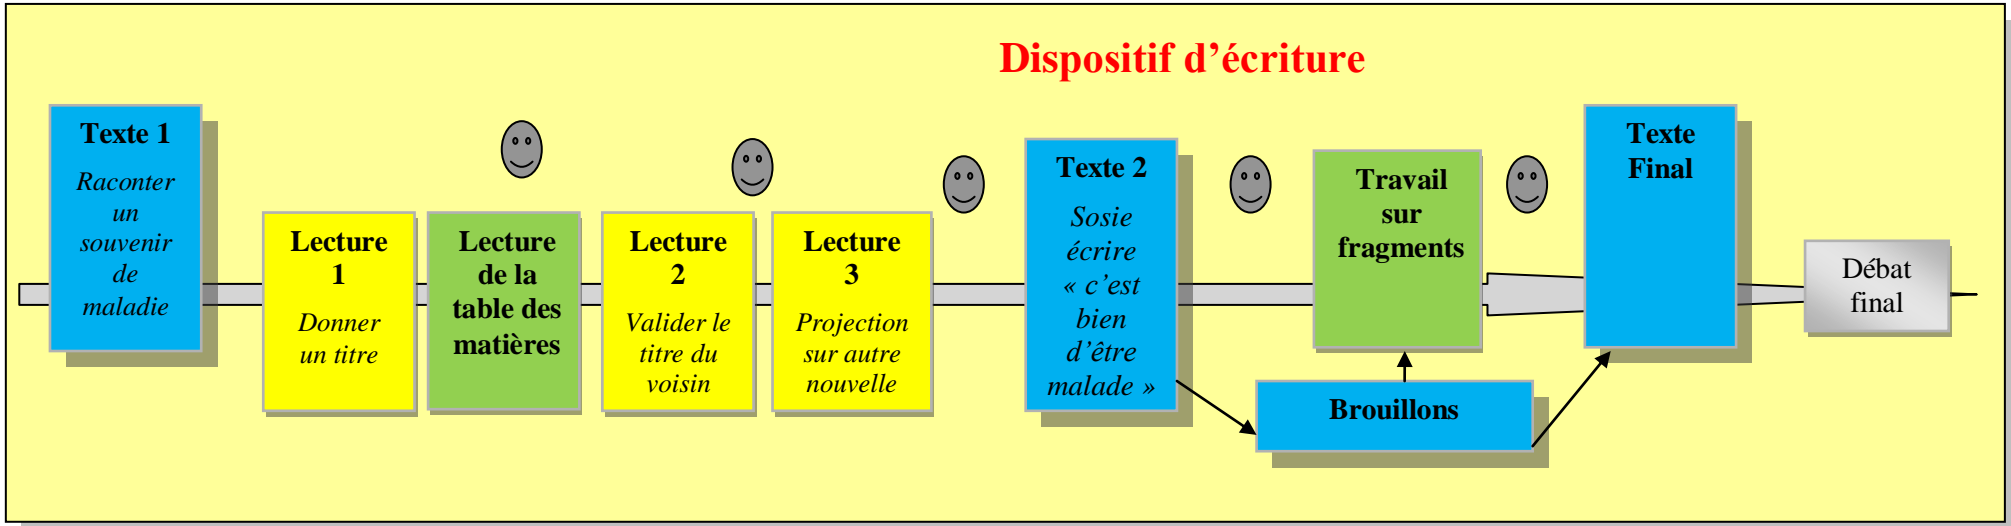 Dispositif d’écriture
Texte 1
Raconter
un
souvenir
de
maladie
Lecture
1
Donner
un titre
Lecture
de la
table des
matières
Lecture
2
Valider le
titre du
voisin
Lecture
3
Projection
sur autre
nouvelle
Texte 2
Sosie
écrire
« c’est
bien
d’être
malade »
Travail
sur
fragments
Brouillons
Texte
Final
Débat
final